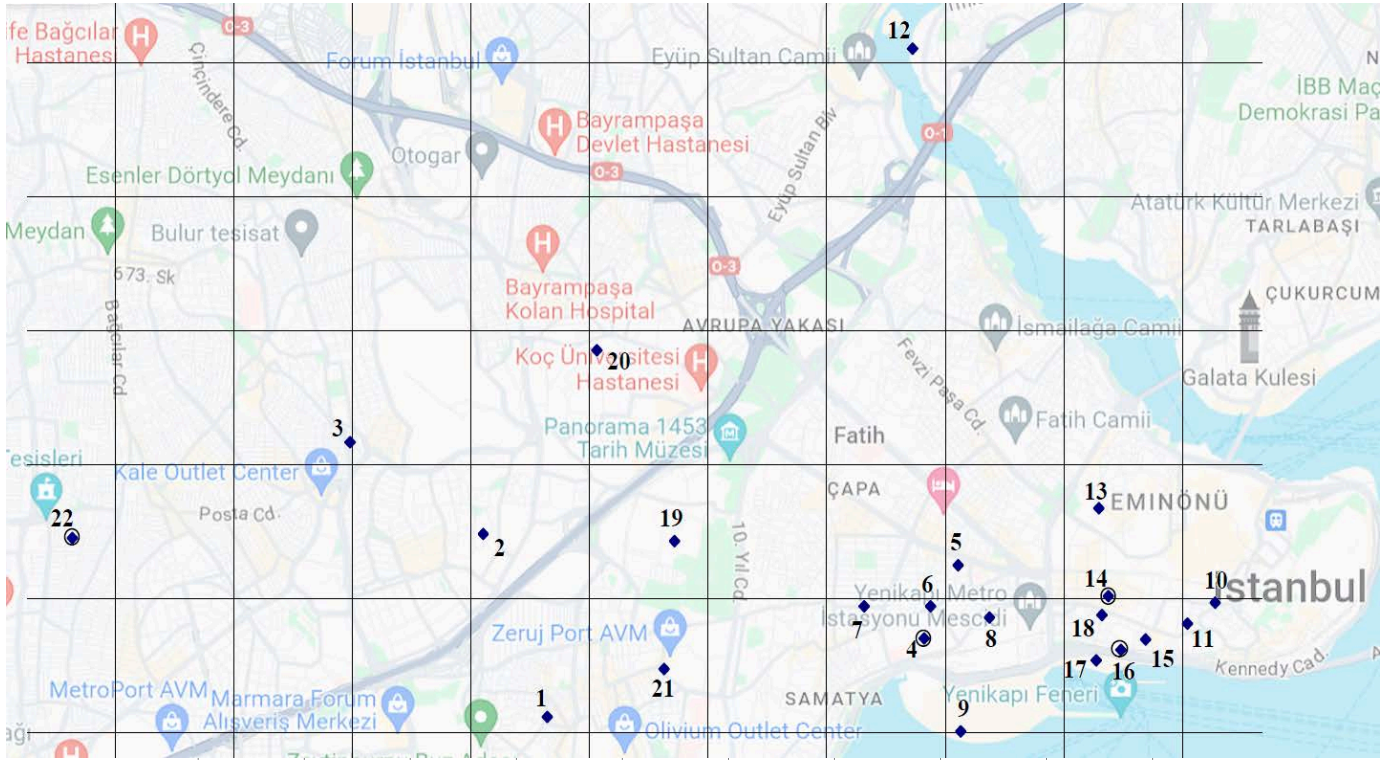 ife Bağcılar
Hastanesi
O-3
Çinçindere Cd.
Forum İstanbul
Eyüp Sultan Camii
12
N
İBB Maç
Demokrasi Pa
Bayrampaşa
Devlet Hastanesi
O-1
Otogar
O-3
Eyüp Sultan Blv
Esenler Dörtyol Meydanı
Atatürk Kültür Merkezi
TARLABAŞI
Meydan
Bulur tesisat
573. Sk
O-3
Bayrampaşa
Kolan Hospital
Bağcılar Cd
ÇUKURCUM
AVRUPA YAKASI
İsmailağa Camii
Koç Üniversitesi
Hastanesi
20
Fevzi Paşa Cd.
Galata Kulesi
Fatih Camii
3
Panorama 1453
Tarih Müzesi
Fatih
Tesisleri
Kale Outlet Center
ÇAPA
13
EMINÖNÜ
22
Posta Cd.
2
19
10. Yıl Cd.
5
6
Yenikapı Metro
İstasyonu Mescidi
14
10
İstanbul
7
4
8
18
11
Zeruj Port AVM
17
16
15
Kennedy Cad.
21
MetroPort AVM
Marmara Forum
Alışveriş Merkezi
1
SAMATYA
Yenikapı Feneri
9
Olivium Outlet Center